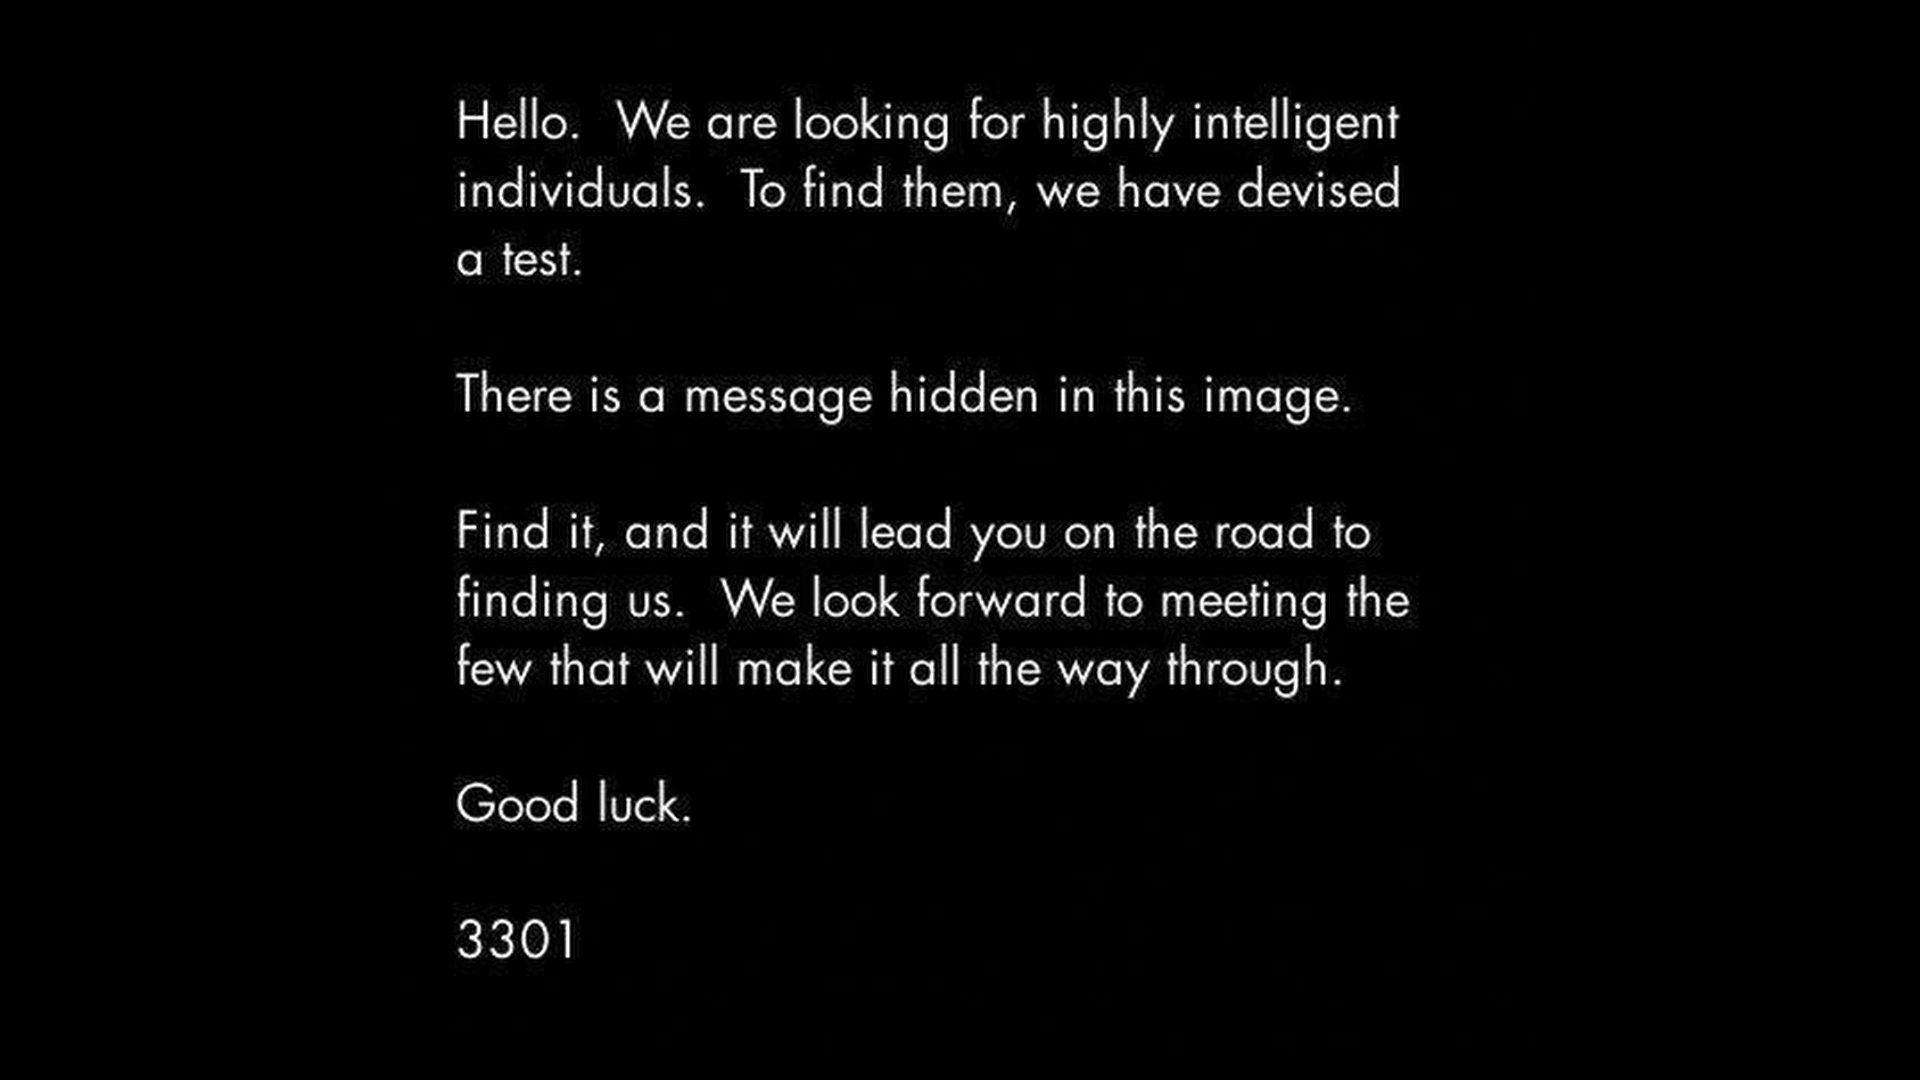 Hello.  We are looking for highly intelligent
individuals.  To find them, we have devised
a test.
There is a message hidden in this image.
Find it, and it will lead you on the road to
finding us.  We look forward to meeting the
few that will make it all the way through.
Good luck.
3301